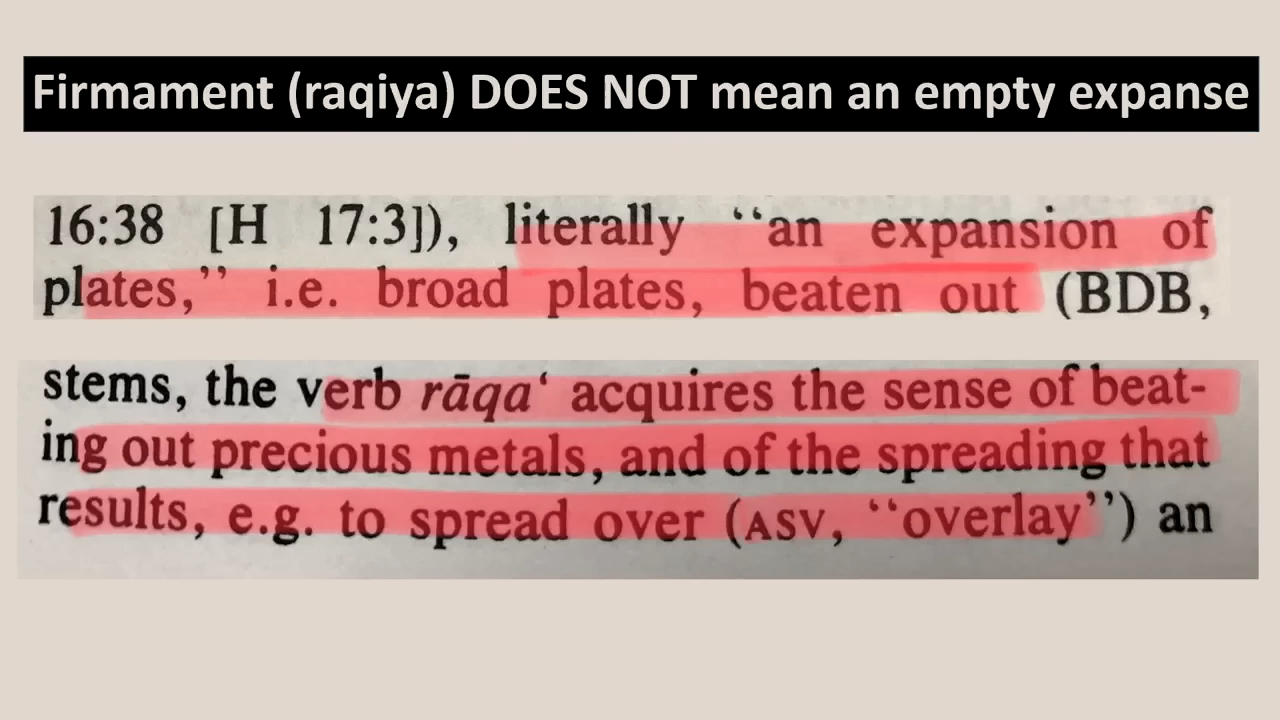 Firmament (raqiya) DOES NOT mean an empty expanse
16:38 [H 17:3]), literally ‘‘an expansion of
plates,’’ i.e. broad plates, beaten out (BDB,
stems, the verb rāqa‘ acquires the sense of beat-
ing out precious metals, and of the spreading that
results, e.g. to spread over (ASV, ‘‘overlay’’) an